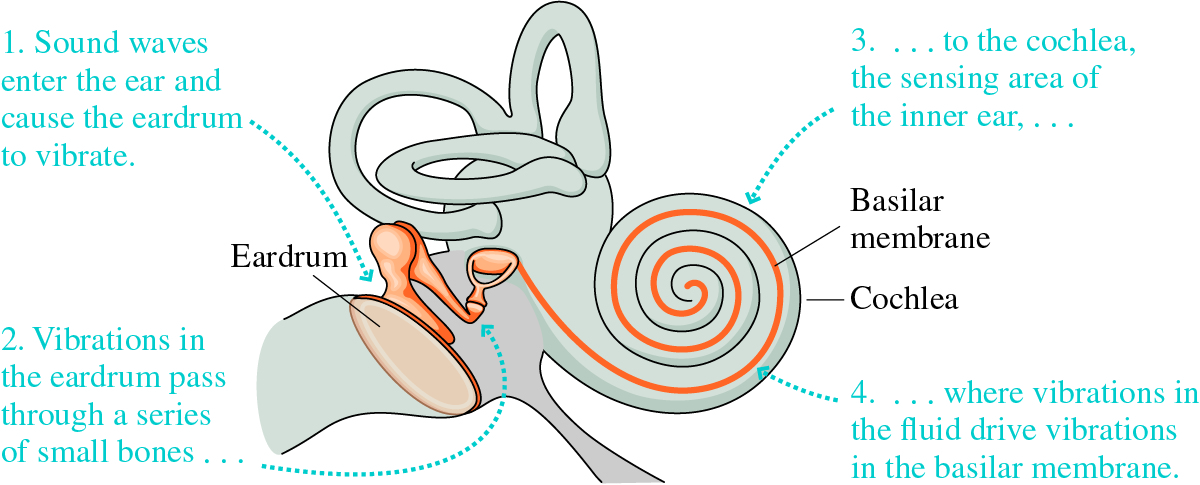 1. Sound waves
enter the ear and
cause the eardrum
to vibrate.
Eardrum
2. Vibrations in
the eardrum pass
through a series
of small bones . . .
3. . . . to the cochlea,
the sensing area of
the inner ear, . . .
Basilar
membrane
Cochlea
4. . . . where vibrations in
the fluid drive vibrations
in the basilar membrane.